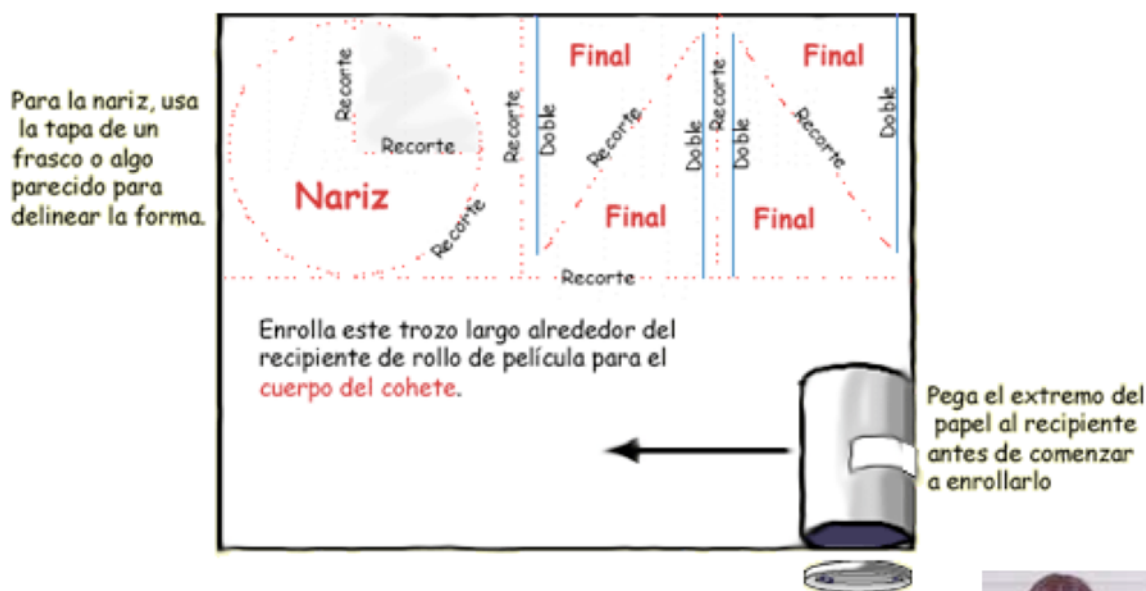 Para la nariz, usa
la tapa de un
frasco o algo
parecido para
delinear la forma.
Recorte
Recorte
Nariz
Recorte
Recorte
Doble
Final
Recorte
Final
Doble
Recorte
Doble
Final
Recorte
Final
Doble
Recorte
Enrolla este trozo largo alrededor del
recipiente de rollo de película para el
cuerpo del cohete.
Pega el extremo del
papel al recipiente
antes de comenzar
a enrollarlo